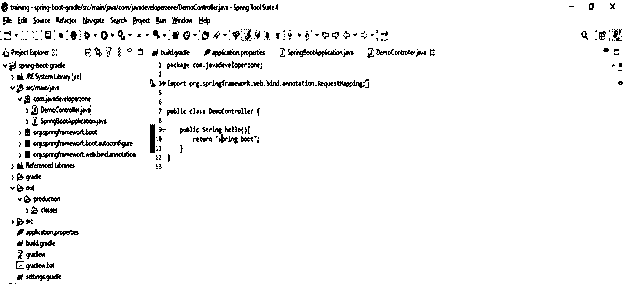 training - spring-boot-gradle/src/main/java/com/javadeveloperzone/DemoController.java - Spring Tool Suite 4
File Edit Source Refactor Navigate Search Project Run Window Help
Project Explorer
build.gradle application.properties SpringBootApplication.java DemoController.java
spring-boot-gradle
JRE System Library [jre]
src/main/java
com.javadeveloperzone
DemoController.java
SpringBootApplication.java
org.springframework.boot
org.springframework.boot.autoconfigure
org.springframework.web.bind.annotation
Referenced Libraries
gradle
out
production
classes
src
application.properties
build.gradle
gradlew
gradlew.bat
settings.gradle
1 package com.javadeveloperzone;
2
3 import org.springframework.web.bind.annotation.RequestMapping;
7 public class DemoController {
8
9 public String hello(){
10 return "spring boot";
11 }
12 }
13